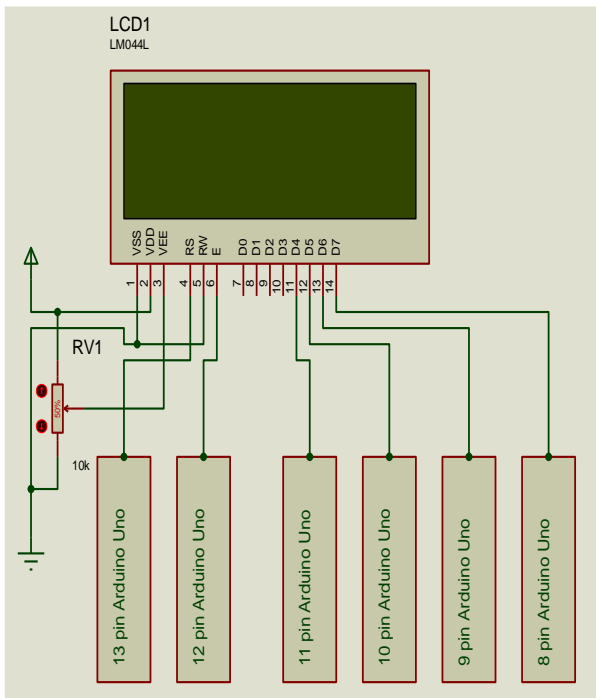 LCD1
LM044L
VSS
VDD
VEE
RS
RW
E
D0
D1
D2
D3
D4
D5
D6
D7
1
2
3
4
5
6
7
8
9
10
11
12
13
14
RV1
50%
10k
13 pin Arduino Uno
12 pin Arduino Uno
11 pin Arduino Uno
10 pin Arduino Uno
9 pin Arduino Uno
8 pin Arduino Uno